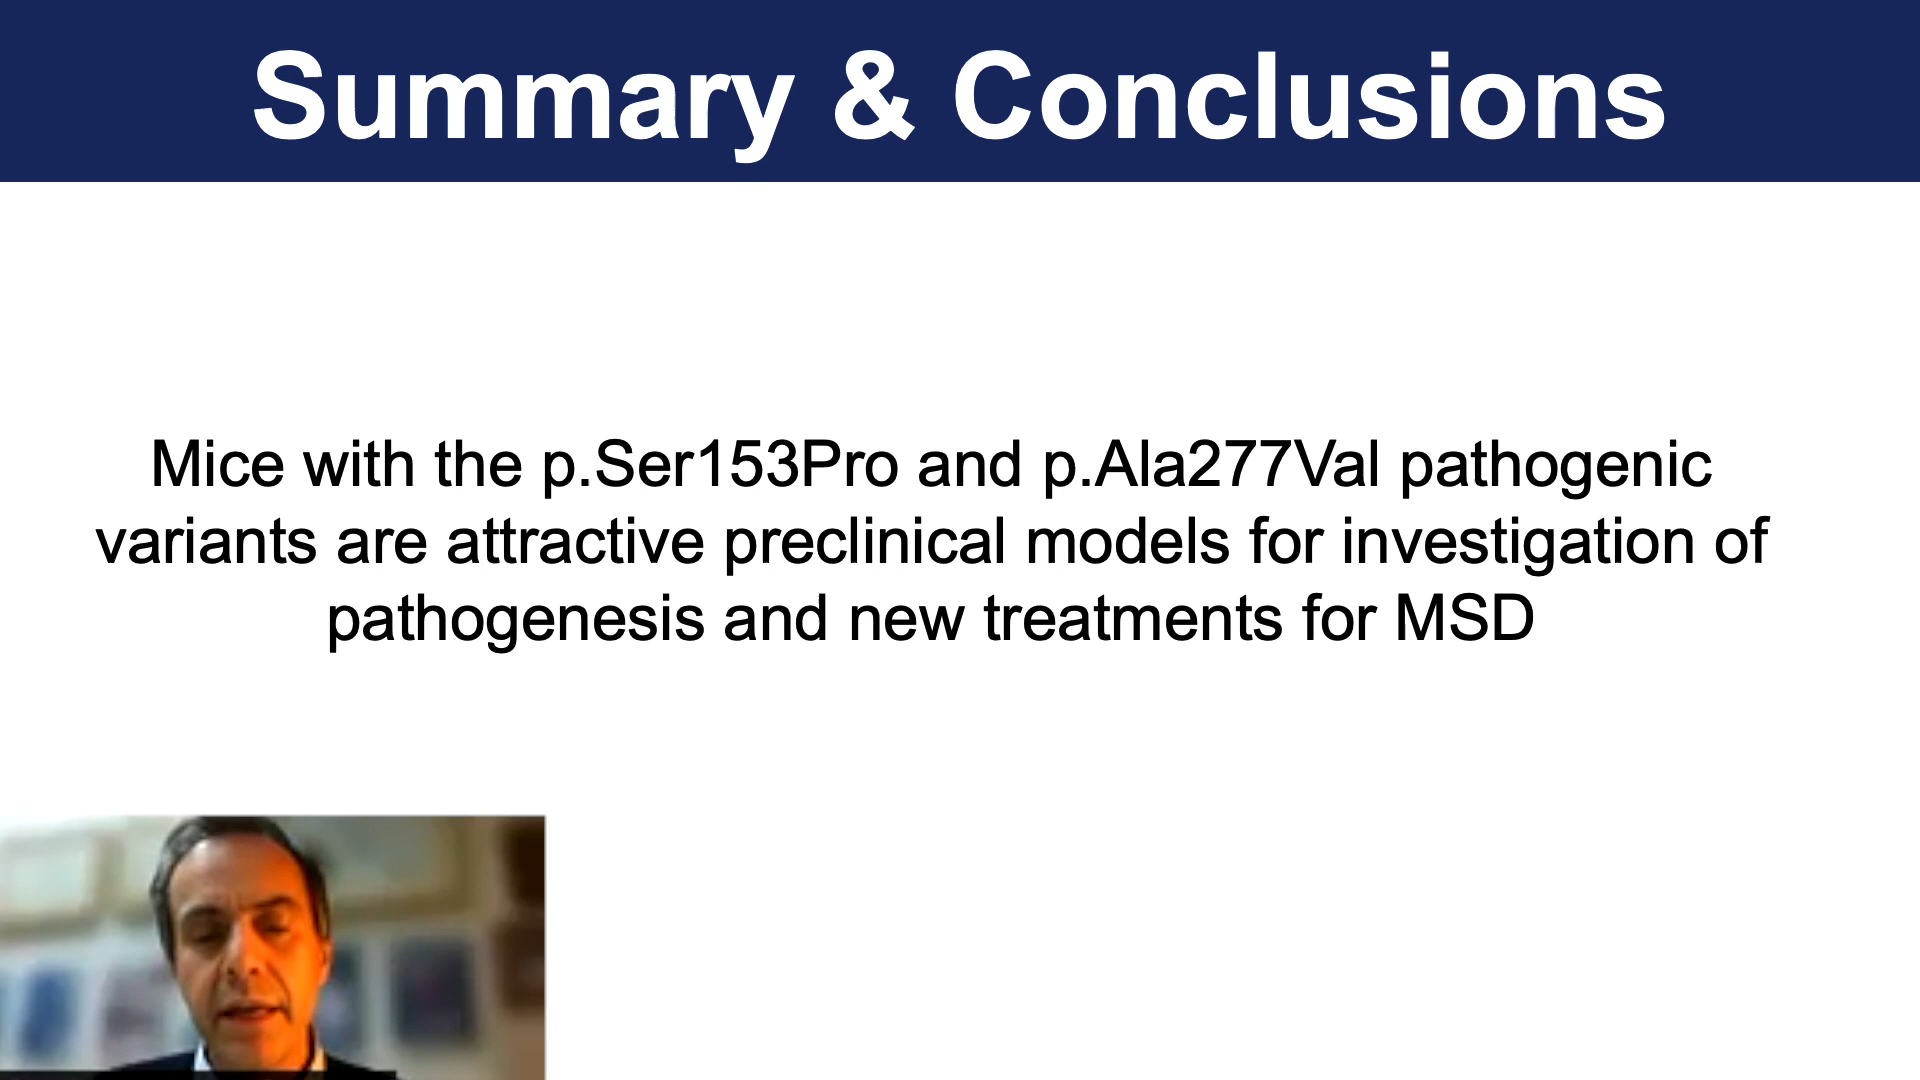 Summary & Conclusions
Mice with the p.Ser153Pro and p.Ala277Val pathogenic
variants are attractive preclinical models for investigation of
pathogenesis and new treatments for MSD